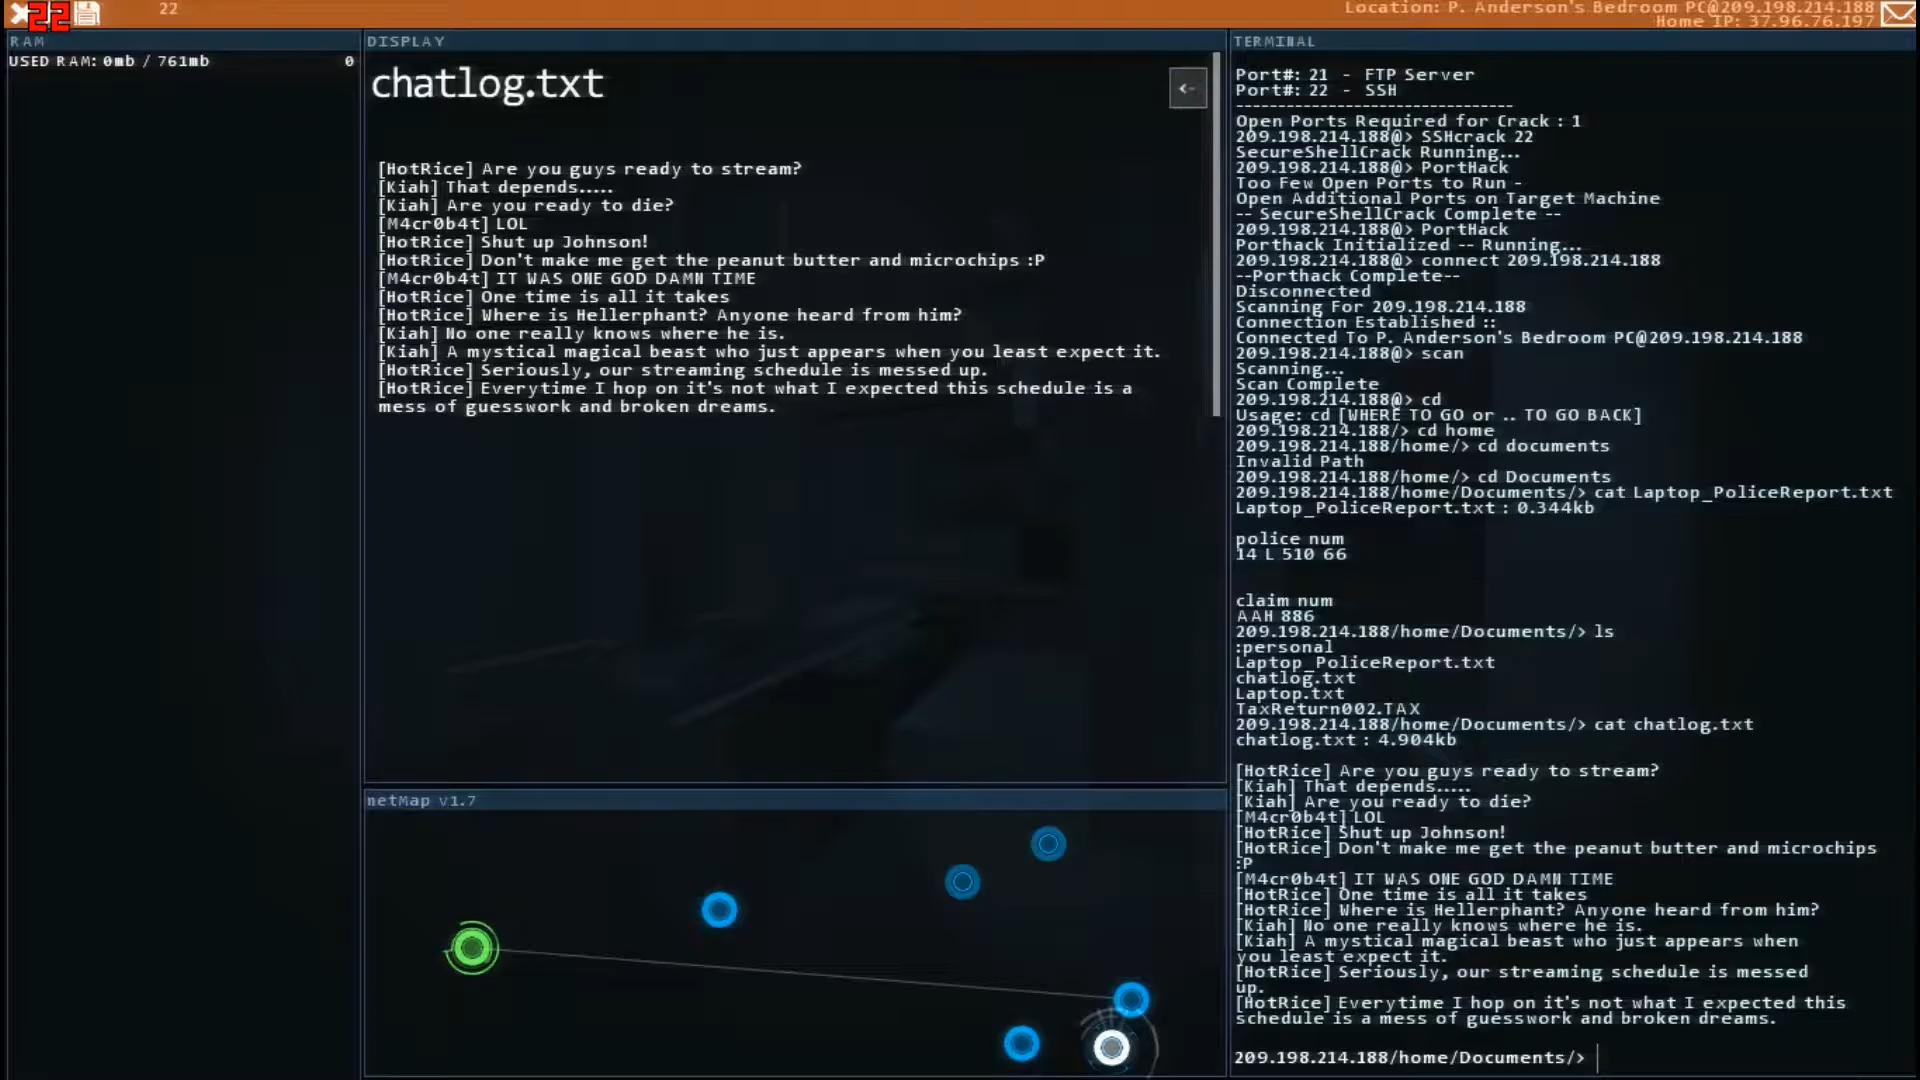 22
22
Location: P. Anderson's Bedroom PC@209.198.214.188
Home IP: 37.96.76.197
RAM
USED RAM: 0mb / 761mb 0
DISPLAY
chatlog.txt
<-
[HotRice] Are you guys ready to stream?
[Kiah] That depends.....
[Kiah] Are you ready to die?
[M4cr0b4t] LOL
[HotRice] Shut up Johnson!
[HotRice] Don't make me get the peanut butter and microchips :P
[M4cr0b4t] IT WAS ONE GOD DAMN TIME
[HotRice] One time is all it takes
[HotRice] Where is Hellerphant? Anyone heard from him?
[Kiah] No one really knows where he is.
[Kiah] A mystical magical beast who just appears when you least expect it.
[HotRice] Seriously, our streaming schedule is messed up.
[HotRice] Everytime I hop on it's not what I expected this schedule is a
mess of guesswork and broken dreams.
netMap v1.7
TERMINAL
Port#: 21 - FTP Server
Port#: 22 - SSH
---------------------------------
Open Ports Required for Crack : 1
209.198.214.188@> SSHcrack 22
SecureShellCrack Running...
209.198.214.188@> PortHack
Too Few Open Ports to Run -
Open Additional Ports on Target Machine
-- SecureShellCrack Complete --
209.198.214.188@> PortHack
Porthack Initialized -- Running...
209.198.214.188@> connect 209.198.214.188
--Porthack Complete--
Disconnected
Scanning For 209.198.214.188
Connection Established ::
Connected To P. Anderson's Bedroom PC@209.198.214.188
209.198.214.188@> scan
Scanning...
Scan Complete
209.198.214.188@> cd
Usage: cd [WHERE TO GO or .. TO GO BACK]
209.198.214.188/> cd home
209.198.214.188/home/> cd documents
Invalid Path
209.198.214.188/home/> cd Documents
209.198.214.188/home/Documents/> cat Laptop_PoliceReport.txt
Laptop_PoliceReport.txt : 0.344kb
police num
14 L 510 66
claim num
AAH 886
209.198.214.188/home/Documents/> ls
:personal
Laptop_PoliceReport.txt
chatlog.txt
Laptop.txt
TaxReturn002.TAX
209.198.214.188/home/Documents/> cat chatlog.txt
chatlog.txt : 4.904kb
[HotRice] Are you guys ready to stream?
[Kiah] That depends.....
[Kiah] Are you ready to die?
[M4cr0b4t] LOL
[HotRice] Shut up Johnson!
[HotRice] Don't make me get the peanut butter and microchips
:P
[M4cr0b4t] IT WAS ONE GOD DAMN TIME
[HotRice] One time is all it takes
[HotRice] Where is Hellerphant? Anyone heard from him?
[Kiah] No one really knows where he is.
[Kiah] A mystical magical beast who just appears when
you least expect it.
[HotRice] Seriously, our streaming schedule is messed
up.
[HotRice] Everytime I hop on it's not what I expected this
schedule is a mess of guesswork and broken dreams.
209.198.214.188/home/Documents/>